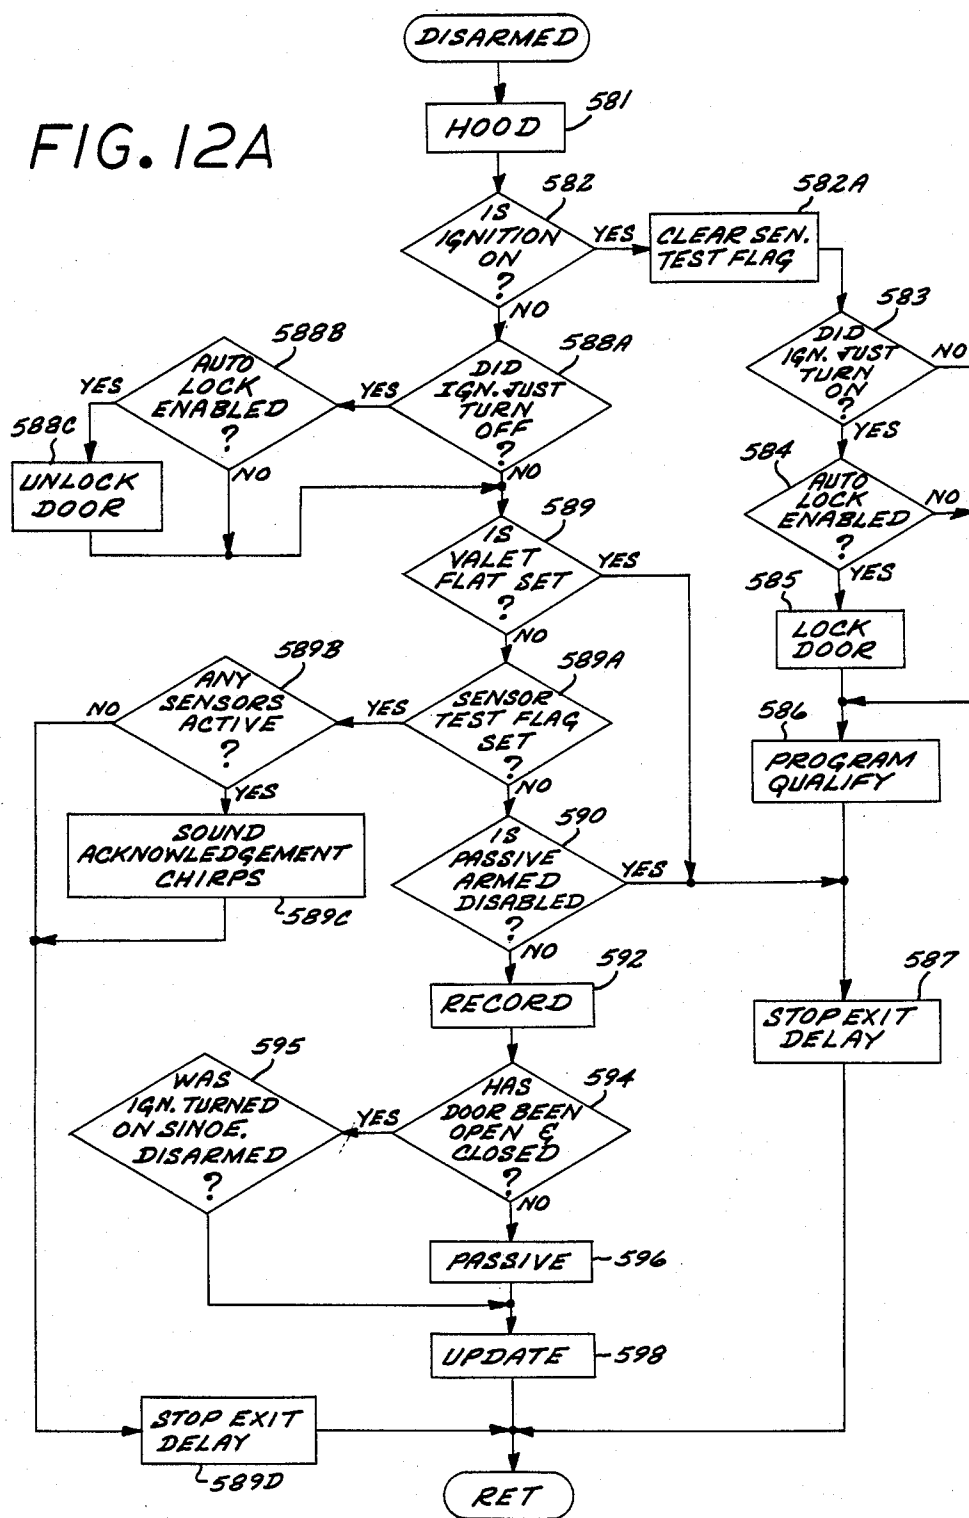 DISARMED
FIG. 12A
581
HOOD
582
IS
IGNITION
ON
?
YES
NO
582A
CLEAR SEN.
TEST FLAG
583
DID
IGN. JUST
TURN
ON
?
NO
YES
588B
AUTO
LOCK
ENABLED
?
YES
NO
588A
DID
IGN. JUST
TURN
OFF
?
YES
NO
588C
UNLOCK
DOOR
584
AUTO
LOCK
ENABLED
?
NO
YES
589
IS
VALET
FLAT SET
?
YES
NO
585
LOCK
DOOR
589B
ANY
SENSORS
ACTIVE
?
NO
YES
589A
SENSOR
TEST FLAG
SET
?
YES
NO
586
PROGRAM
QUALIFY
SOUND
ACKNOWLEDGEMENT
CHIRPS
589C
590
IS
PASSIVE
ARMED
DISABLED
?
YES
NO
592
RECORD
587
STOP EXIT
DELAY
595
WAS
IGN. TURNED
ON SINOE.
DISARMED
?
594
HAS
DOOR BEEN
OPEN &
CLOSED
?
YES
NO
PASSIVE
596
UPDATE
598
STOP EXIT
DELAY
589D
RET